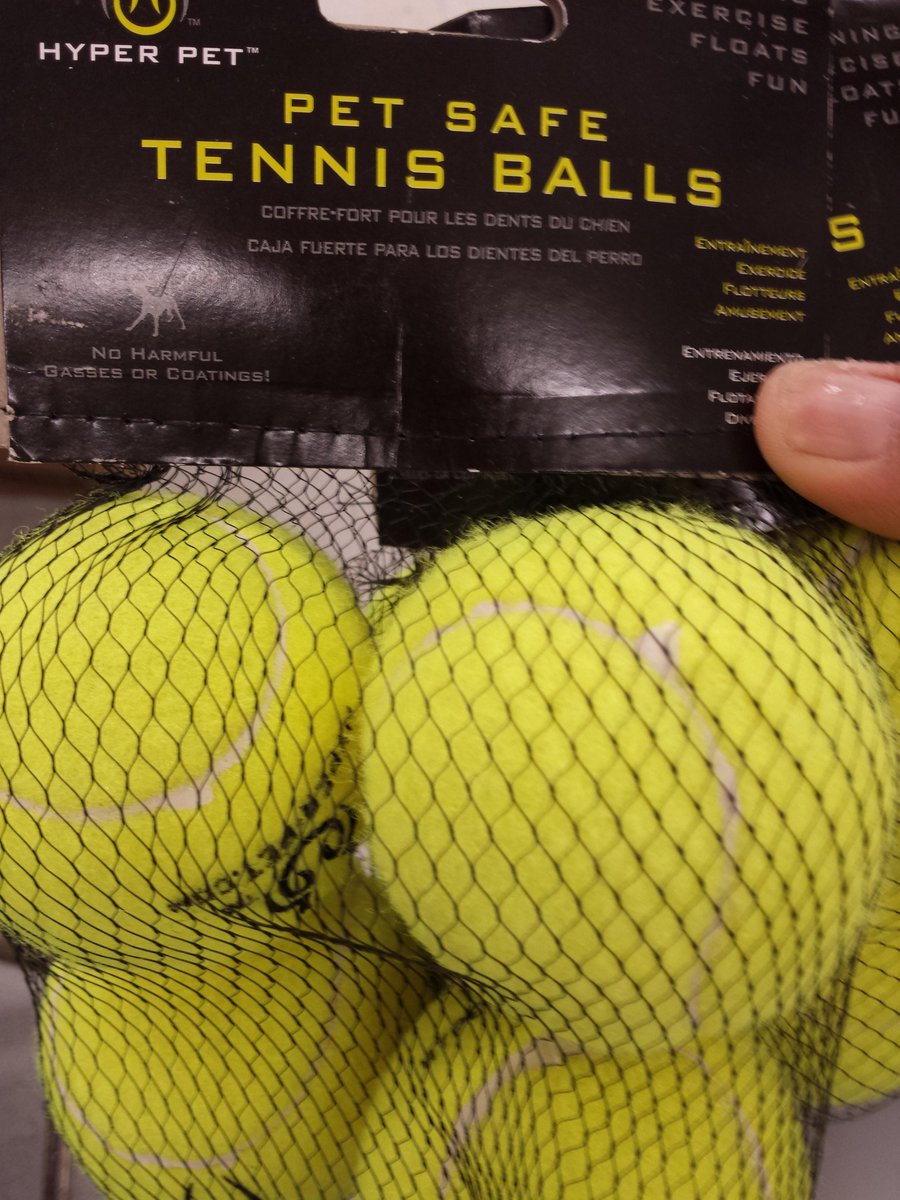 HYPER PET™
EXERCISE
FLOATS
FUN
PET SAFE
TENNIS BALLS
COFFRE-FORT POUR LES DENTS DU CHIEN
CAJA FUERTE PARA LOS DIENTES DEL PERRO
ENTRAÎNEMENT
EXERCICE
FLOTTEURE
AMUSEMENT
ENTRENAMIENTO
NO HARMFUL
GASSES OR COATINGS!
S